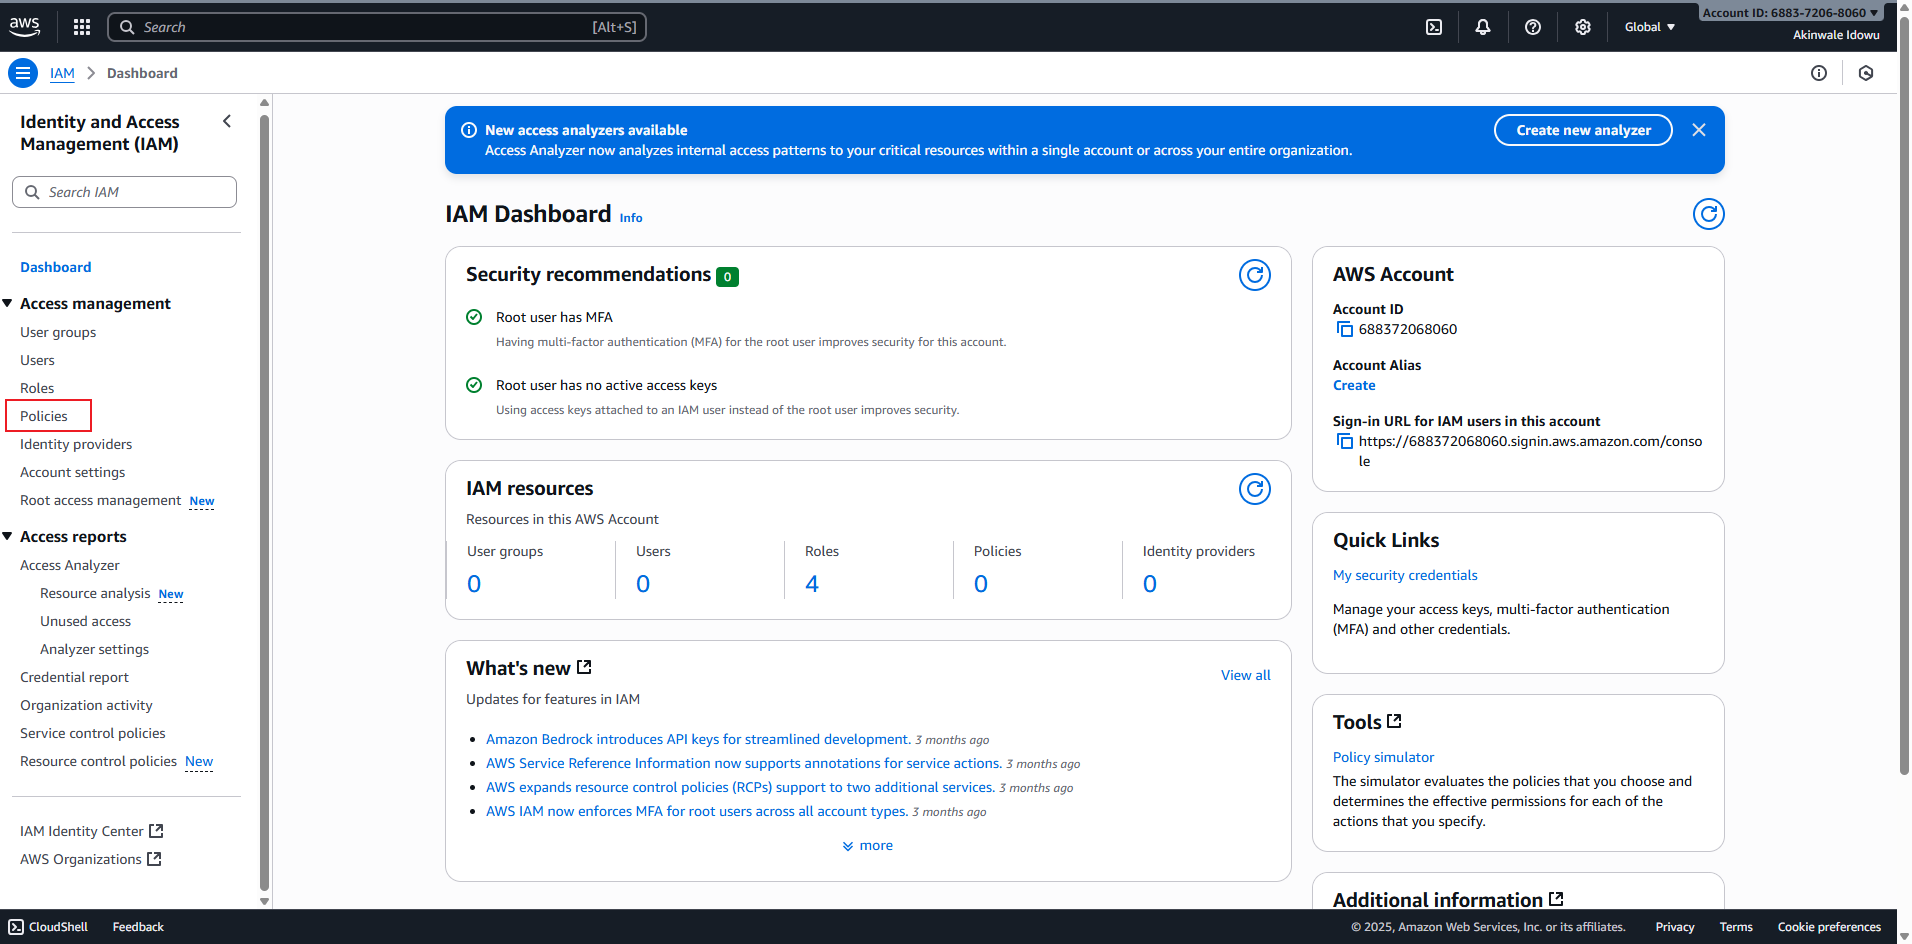 aws
Search
[Alt+S]
Global
Account ID: 6883-7206-8060
Akinwale Idowu
IAM
Dashboard
Identity and Access
Management (IAM)
Search IAM
Dashboard
Access management
User groups
Users
Roles
Policies
Identity providers
Account settings
Root access management New
Access reports
Access Analyzer
Resource analysis New
Unused access
Analyzer settings
Credential report
Organization activity
Service control policies
Resource control policies New
IAM Identity Center
AWS Organizations
New access analyzers available
Access Analyzer now analyzes internal access patterns to your critical resources within a single account or across your entire organization.
Create new analyzer
IAM Dashboard Info
Security recommendations 0
Root user has MFA
Having multi-factor authentication (MFA) for the root user improves security for this account.
Root user has no active access keys
Using access keys attached to an IAM user instead of the root user improves security.
IAM resources
Resources in this AWS Account
User groups
0
Users
0
Roles
4
Policies
0
Identity providers
0
What's new
View all
Updates for features in IAM
Amazon Bedrock introduces API keys for streamlined development. 3 months ago
AWS Service Reference Information now supports annotations for service actions. 3 months ago
AWS expands resource control policies (RCPs) support to two additional services. 3 months ago
AWS IAM now enforces MFA for root users across all account types. 3 months ago
more
AWS Account
Account ID
688372068060
Account Alias
Create
Sign-in URL for IAM users in this account
https://688372068060.signin.aws.amazon.com/conso
le
Quick Links
My security credentials
Manage your access keys, multi-factor authentication
(MFA) and other credentials.
Tools
Policy simulator
The simulator evaluates the policies that you choose and
determines the effective permissions for each of the
actions that you specify.
Additional information
CloudShell
Feedback
© 2025, Amazon Web Services, Inc. or its affiliates.
Privacy
Terms
Cookie preferences